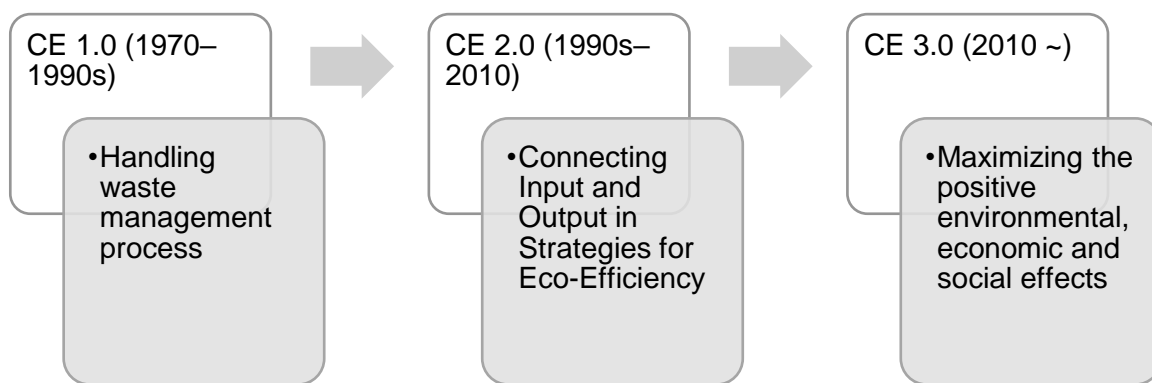 CE 1.0 (1970–
1990s)
•Handling
waste
management
process
CE 2.0 (1990s–
2010)
•Connecting
Input and
Output in
Strategies for
Eco-Efficiency
CE 3.0 (2010 ~)
•Maximizing the
positive
environmental,
economic and
social effects